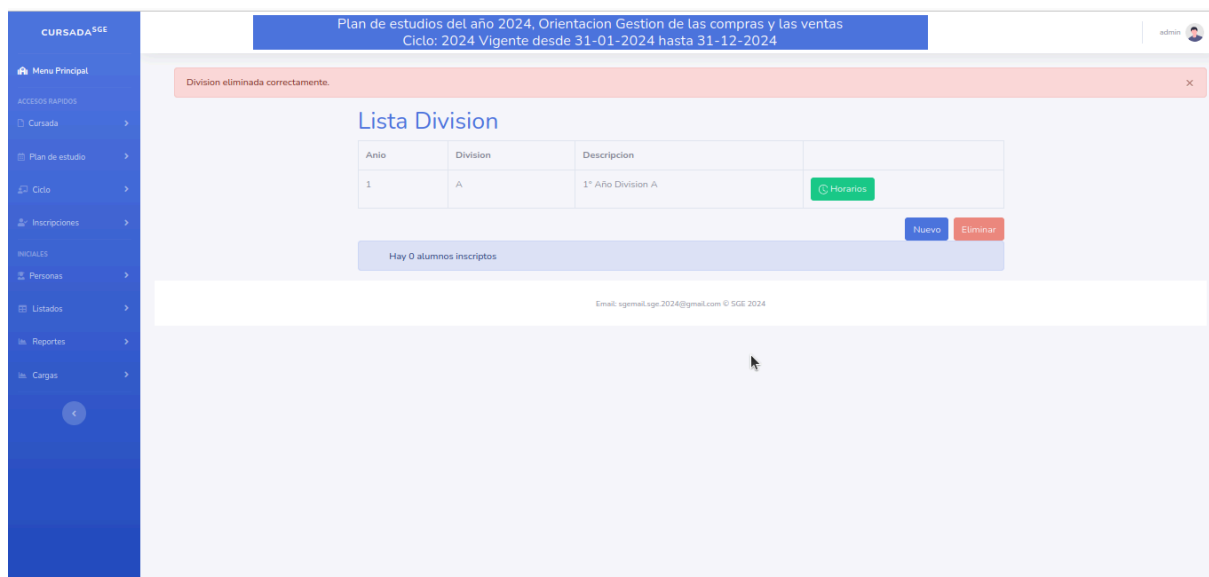 CURSADA SGE
Plan de estudios del año 2024, Orientacion Gestion de las compras y las ventas
Ciclo: 2024 Vigente desde 31-01-2024 hasta 31-12-2024
admin
Menu Principal
ACCESOS RAPIDOS
Cursada
Plan de estudio
Ciclo
Inscripciones
INICIALES
Personas
Listados
Reportes
Cargas
Division eliminada correctamente.
Lista Division
Anio Division Descripcion
1 A 1° Año Division A Horarios
Nuevo Eliminar
Hay 0 alumnos inscriptos
Email: sgemail.sge.2024@gmail.com © SGE 2024